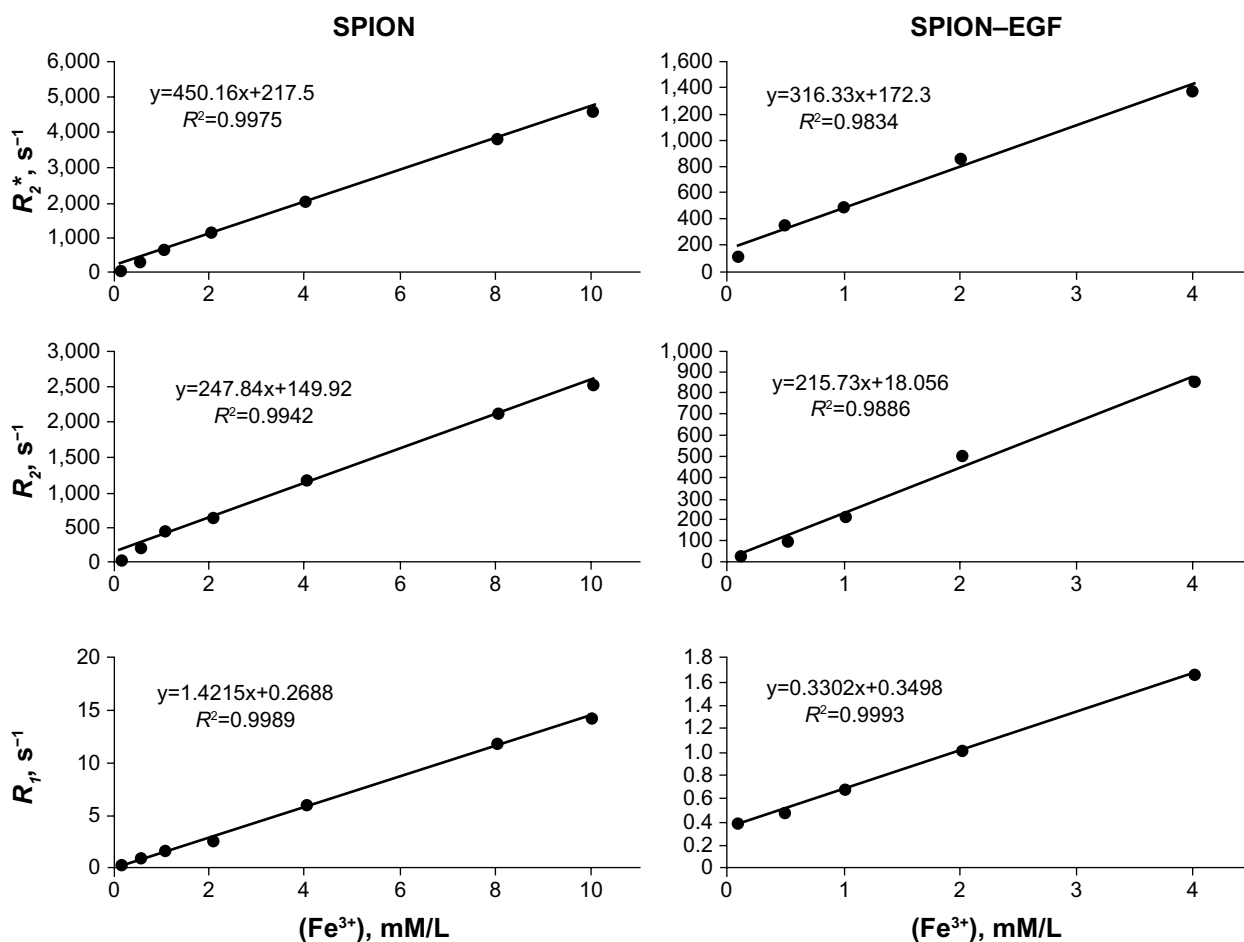 SPION
6,000
5,000
4,000
3,000
2,000
1,000
0
R₂*, s⁻¹
y=450.16x+217.5
R²=0.9975
0 2 4 6 8 10
SPION–EGF
1,600
1,400
1,200
1,000
800
600
400
200
0
y=316.33x+172.3
R²=0.9834
0 1 2 3 4
3,000
2,500
2,000
1,500
1,000
500
0
R₂, s⁻¹
y=247.84x+149.92
R²=0.9942
0 2 4 6 8 10
1,000
900
800
700
600
500
400
300
200
100
0
y=215.73x+18.056
R²=0.9886
0 1 2 3 4
20
15
10
5
0
R₁, s⁻¹
y=1.4215x+0.2688
R²=0.9989
0 2 4 6 8 10
(Fe³⁺), mM/L
1.8
1.6
1.4
1.2
1.0
0.8
0.6
0.4
0.2
0
y=0.3302x+0.3498
R²=0.9993
0 1 2 3 4
(Fe³⁺), mM/L